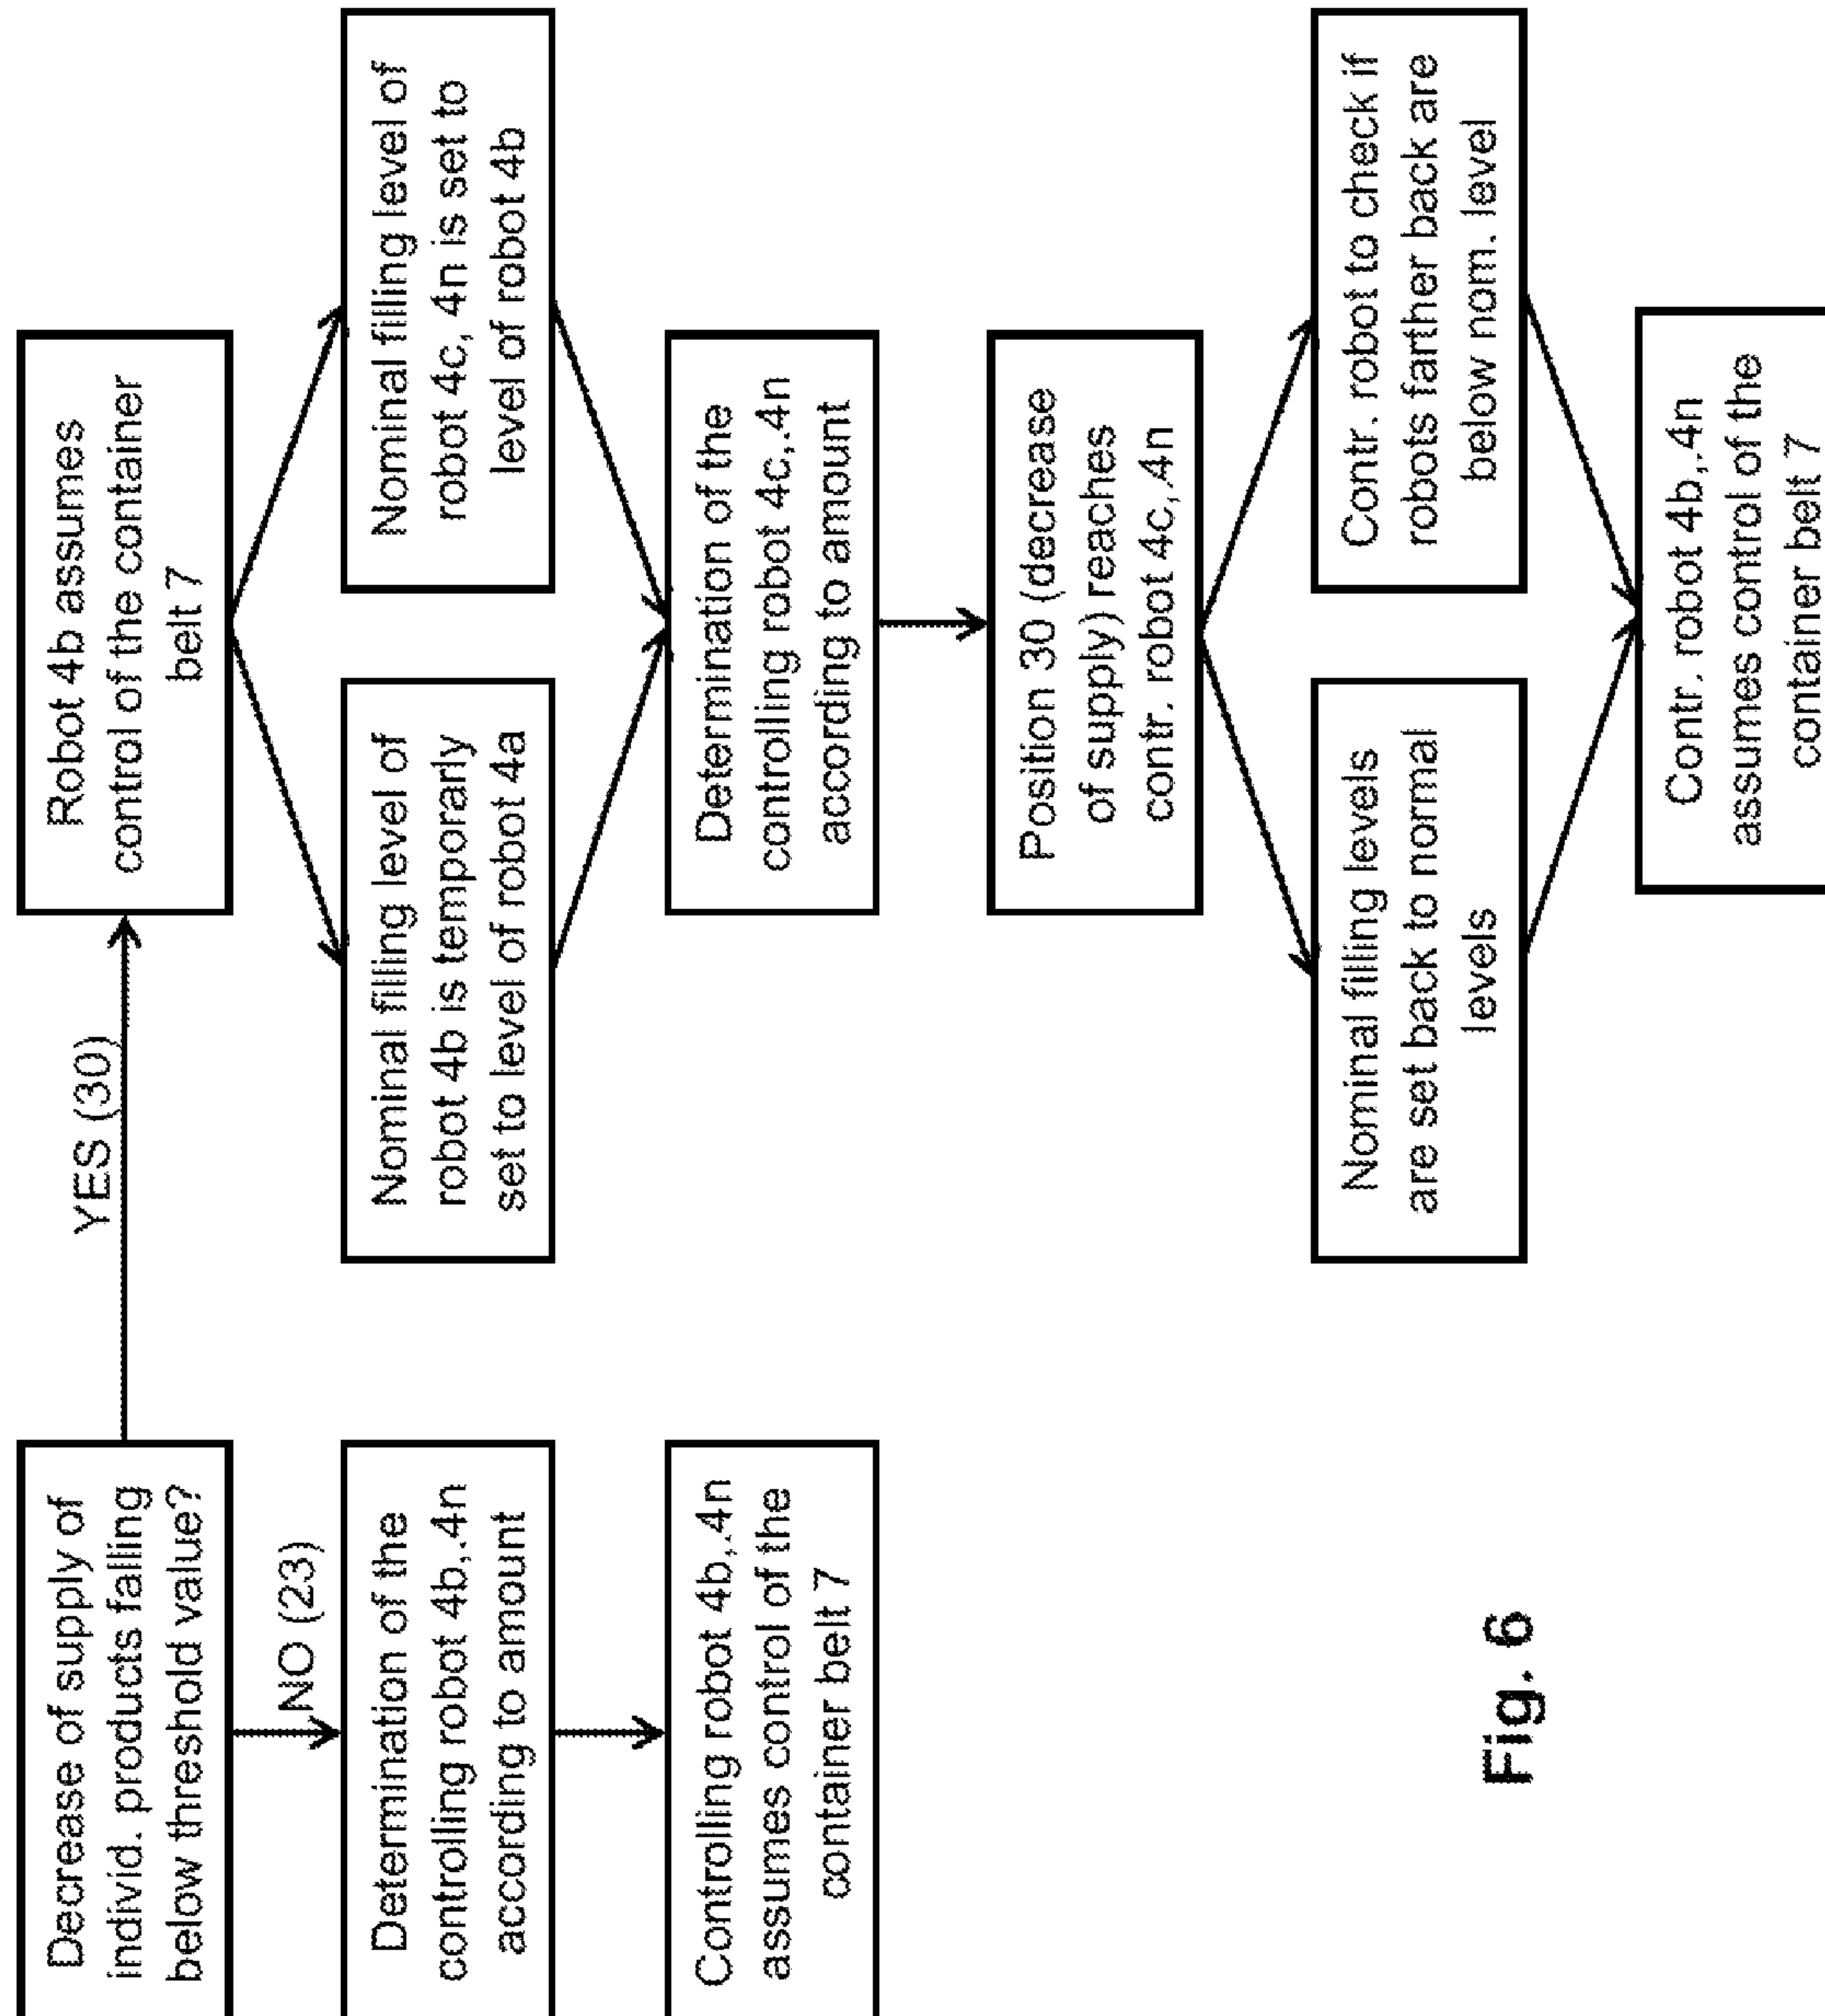 Decrease of supply of
individ. products falling
below threshold value?
YES (30)
NO (23)
Determination of the
controlling robot 4b,.4n
according to amount
Controlling robot 4b,.4n
assumes control of the
container belt 7
Robot 4b assumes
control of the container
belt 7
Nominal filling level of
robot 4b is temporarly
set to level of robot 4a
Nominal filling level of
robot 4c, 4n is set to
level of robot 4b
Determination of the
controlling robot 4c,.4n
according to amount
Position 30 (decrease
of supply) reaches
contr. robot 4c,.4n
Nominal filling levels
are set back to normal
levels
Contr. robot to check if
robots farther back are
below nom. level
Contr. robot 4b,.4n
assumes control of the
container belt 7
Fig. 6